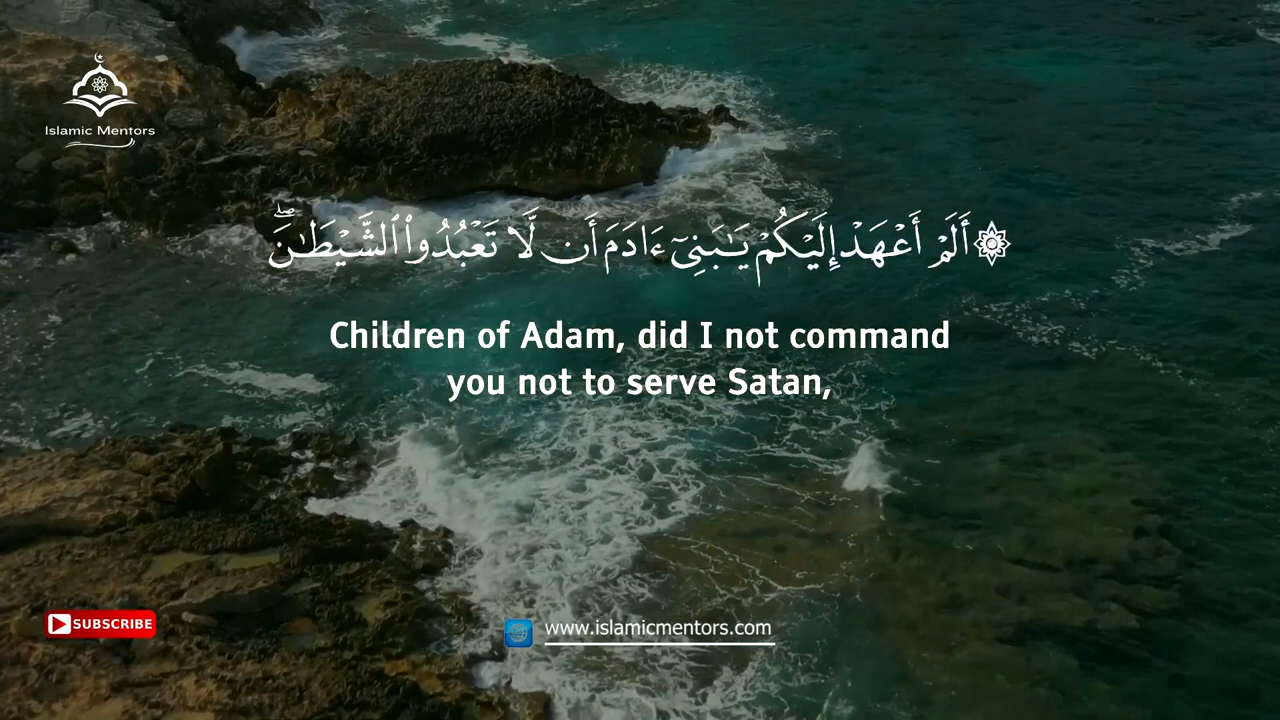 Islamic Mentors
۞ أَلَمْ أَعْهَدْ إِلَيْكُمْ يَـٰبَنِىٓ ءَادَمَ أَن لَّا تَعْبُدُوا۟ ٱلشَّيْطَـٰنَ ۖ
Children of Adam, did I not command
you not to serve Satan,
SUBSCRIBE
www.islamicmentors.com